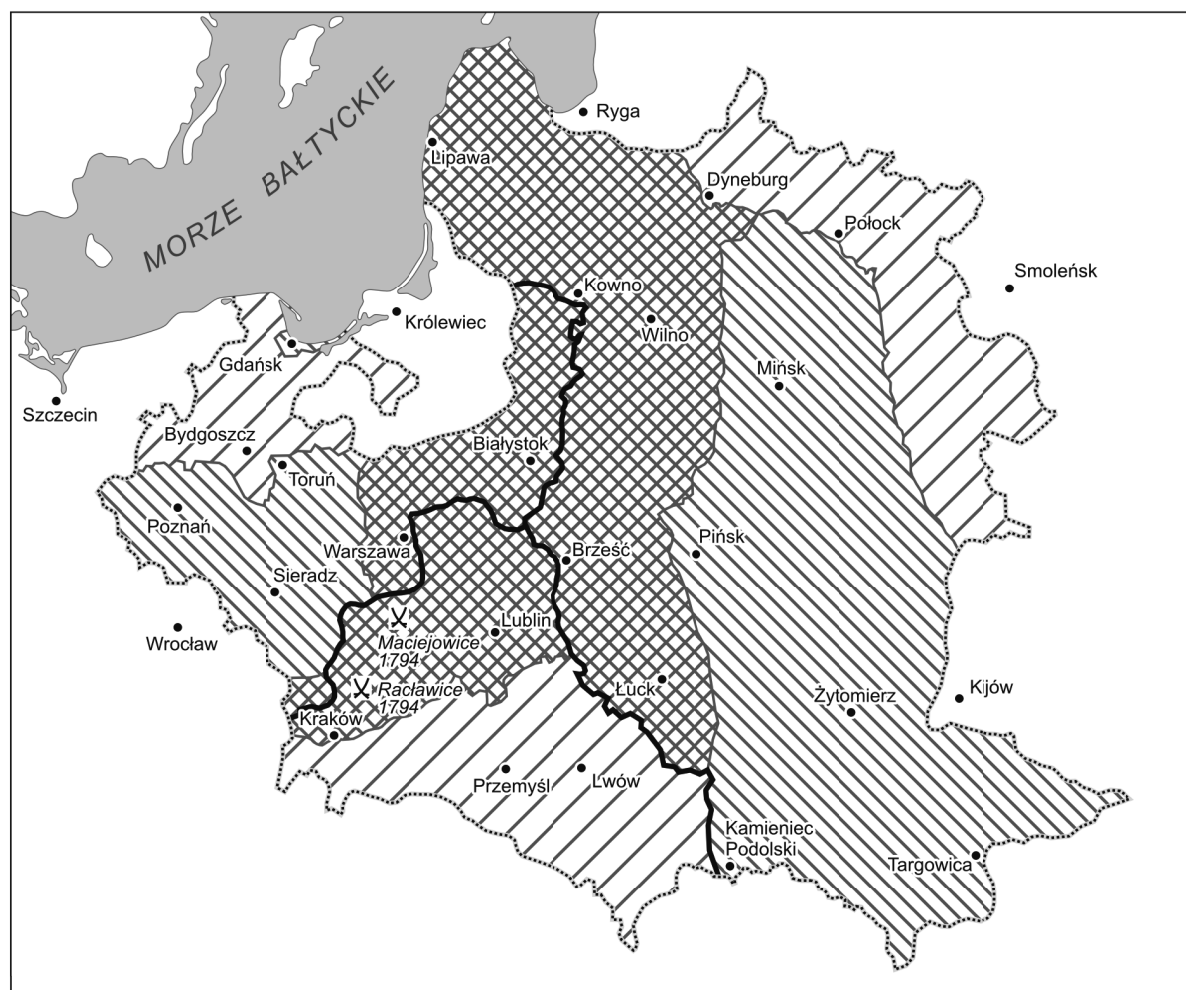 MORZE BAŁTYCKIE
Ryga
Lipawa
Dyneburg
Połock
Smoleńsk
Kowno
Królewiec
Wilno
Gdańsk
Mińsk
Szczecin
Bydgoszcz
Białystok
Toruń
Poznań
Warszawa
Brześć
Pińsk
Sieradz
Wrocław
Lublin
Maciejowice
1794
Racławice
1794
Łuck
Kijów
Żytomierz
Kraków
Przemyśl
Lwów
Kamieniec
Podolski
Targowica